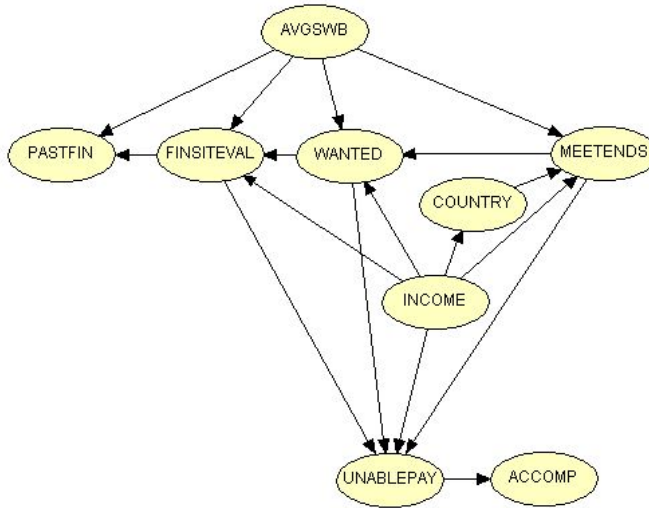 AVGSWB
PASTFIN
FINSITEVAL
WANTED
MEETENDS
COUNTRY
INCOME
UNABLEPAY
ACCOMP